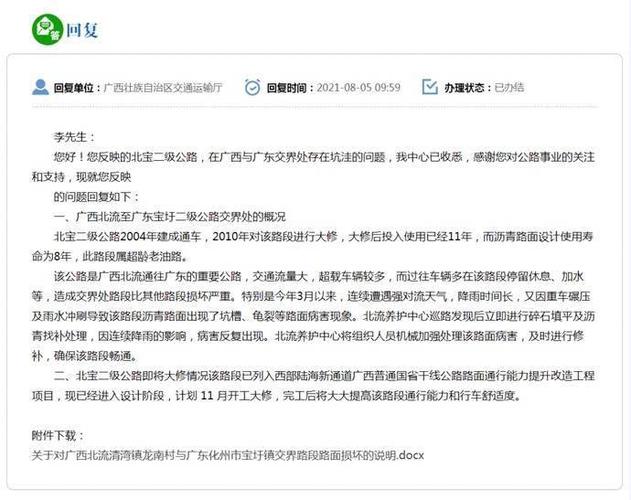 答
回复
回复单位：广西壮族自治区交通运输厅 回复时间：2021-08-05 09:59 办理状态：已办结
李先生：
您好！您反映的北宝二级公路，在广西与广东交界处存在坑洼的问题，我中心已收悉，感谢您对公路事业的关注
和支持，现就您反映
的问题回复如下：
一、广西北流至广东宝圩二级公路交界处的概况
北宝二级公路2004年建成通车，2010年对该路段进行大修，大修后投入使用已经11年，而沥青路面设计使用寿
命为8年，此路段属超龄老油路。
该公路是广西北流通往广东的重要公路，交通流量大，超载车辆较多，而过往车辆多在该路段停留休息、加水
等，造成交界处路段比其他路段损坏严重。特别是今年3月以来，连续遭遇强对流天气，降雨时间长，又因重车碾压
及雨水冲刷导致该路段沥青路面出现了坑槽、龟裂等路面病害现象。北流养护中心巡路发现后立即进行碎石填平及沥
青找补处理，因连续降雨的影响，病害反复出现。北流养护中心将组织人员机械加强处理该路面病害，及时进行修
补，确保该路段畅通。
二、北宝二级公路即将大修情况该路段已列入西部陆海新通道广西普通国省干线公路路面通行能力提升改造工程
项目，现已经进入设计阶段，计划 11 月开工大修，完工后将大大提高该路段通行能力和行车舒适度。
附件下载：
关于对广西北流清湾镇龙南村与广东化州市宝圩镇交界路段路面损坏的说明.docx